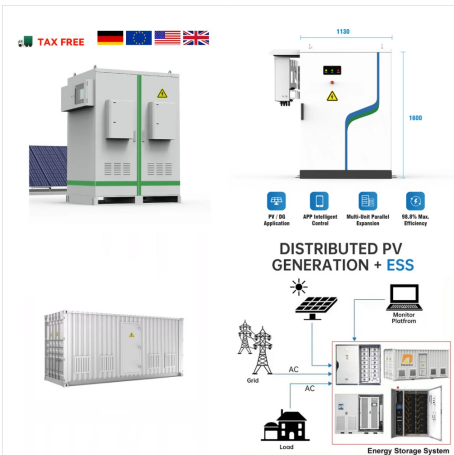 TAX FREE
1130
1600
PV / DG
Application
APP Intelligent
Control
Multi-Unit Parallel
Expansion
98.8% Max.
Efficiency
DISTRIBUTED PV
GENERATION + ESS
Monitor
Platfrom
Grid
AC
AC
Load
Energy Storage System